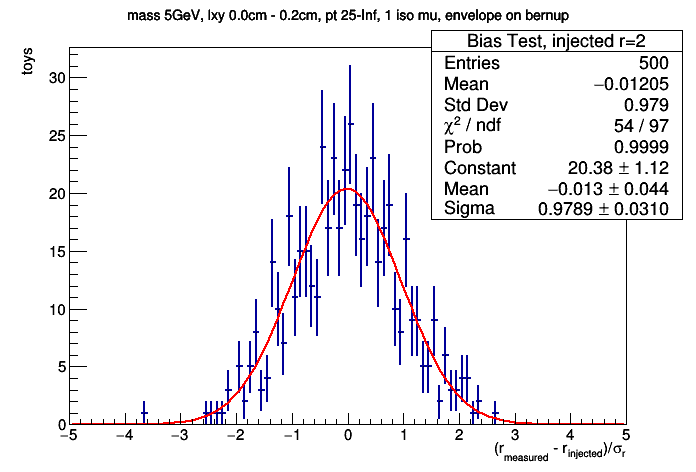 mass 5GeV, lxy 0.0cm - 0.2cm, pt 25-Inf, 1 iso mu, envelope on bernup
toys
Bias Test, injected r=2
Entries 500
Mean −0.01205
Std Dev 0.979
χ² / ndf 54 / 97
Prob 0.9999
Constant 20.38 ± 1.12
Mean −0.013 ± 0.044
Sigma 0.9789 ± 0.0310
30
25
20
15
10
5
0
−5 −4 −3 −2 −1 0 1 2 3 4 5
(r_measured - r_injected)/σ_r